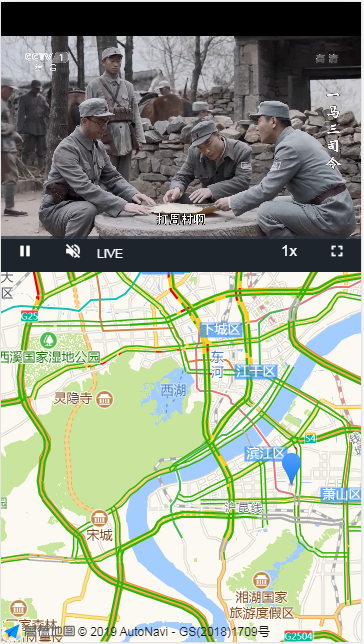 CCTV 1
综合
高清
一马三司令
打周村啊
LIVE
1x
大
区
G25
下城区
西溪国家湿地公园
东
河
西湖
江干区
灵隐寺
S4
滨江区
萧山区
沪昆线
宋城
湘湖国家
旅游度假区
高德地图 © 2019 AutoNavi - GS(2018)1709号
G2504